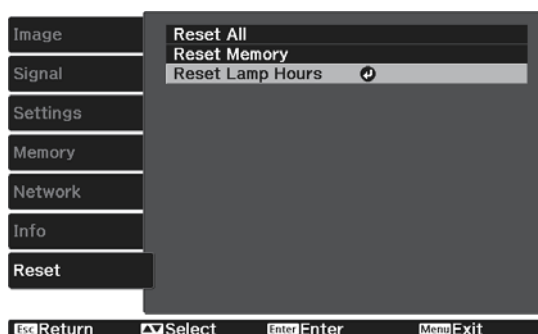 Image
Signal
Settings
Memory
Network
Info
Reset
Reset All
Reset Memory
Reset Lamp Hours
Esc Return Select Enter Enter Menu Exit